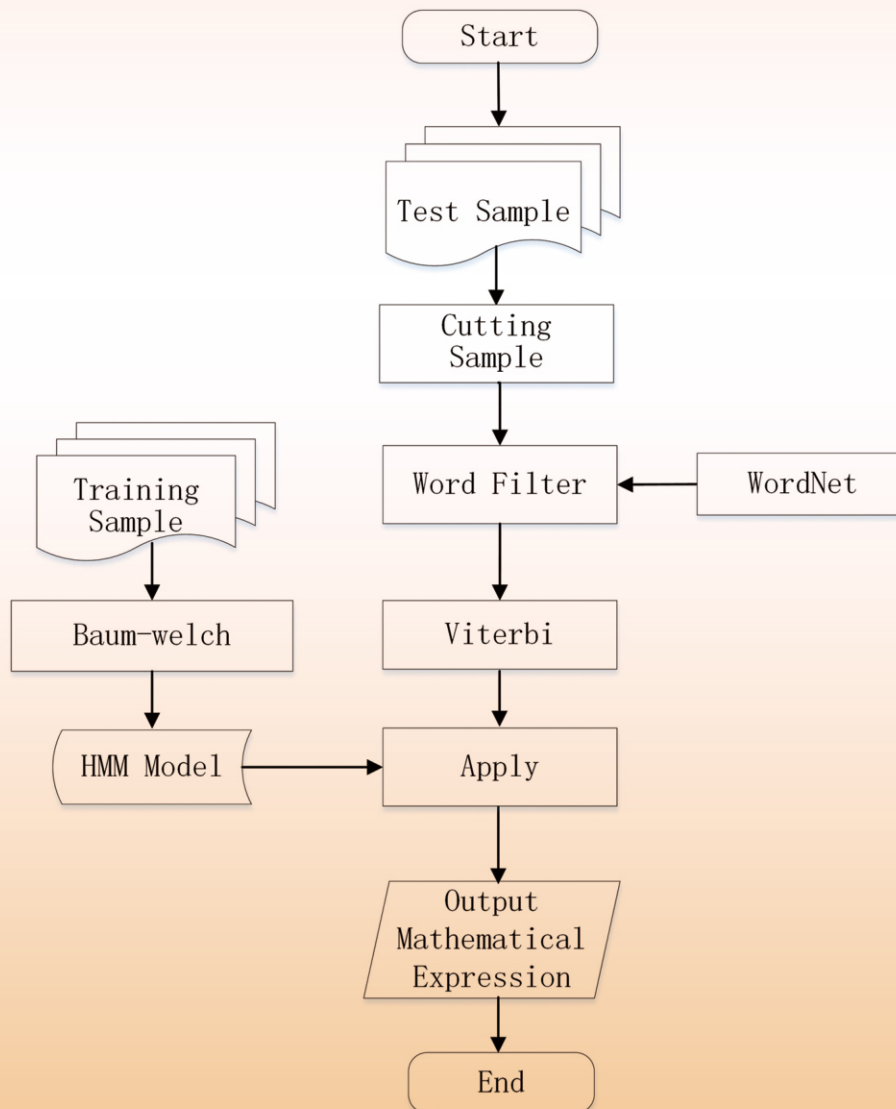 Start
Test Sample
Cutting
Sample
Word Filter
WordNet
Training
Sample
Baum-welch
Viterbi
HMM Model
Apply
Output
Mathematical
Expression
End